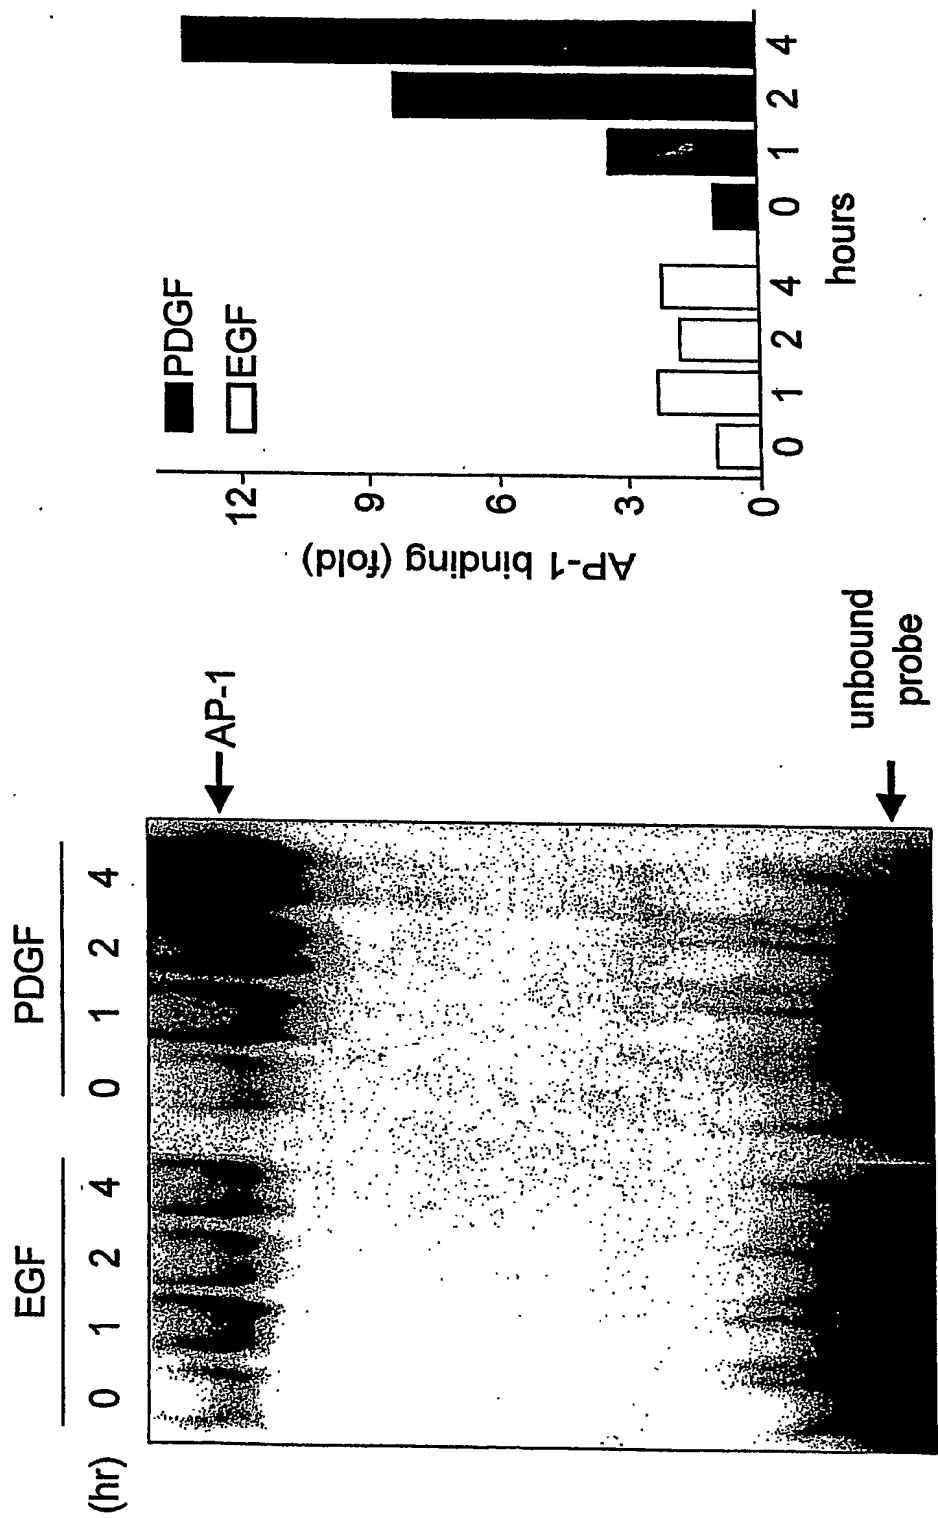 EGF PDGF
(hr) 0 1 2 4 0 1 2 4
AP-1
unbound
probe
AP-1 binding (fold)
12
9
6
3
0
PDGF
EGF
0 1 2 4 0 1 2 4
hours